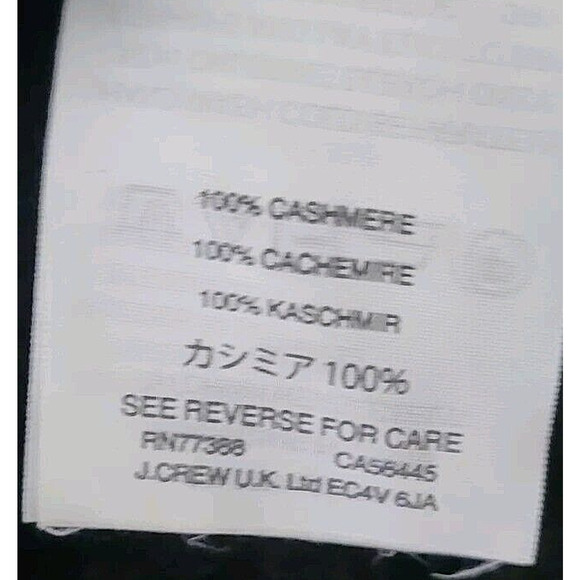 100% CASHMERE
100% CACHEMIRE
100% KASCHMIR
カシミア 100%
SEE REVERSE FOR CARE
RN77388 CA56445
J.CREW U.K. Ltd EC4V 6JA